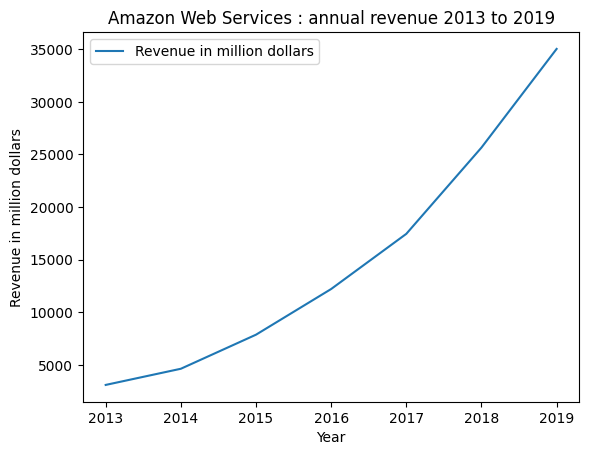 Amazon Web Services : annual revenue 2013 to 2019
Revenue in million dollars
35000
30000
25000
20000
15000
10000
5000
Revenue in million dollars
2013 2014 2015 2016 2017 2018 2019
Year